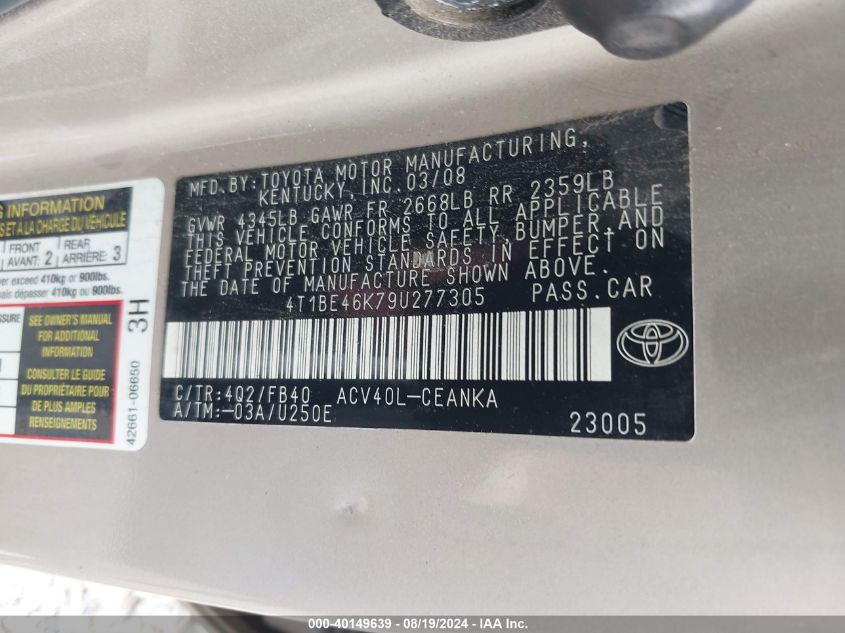 MFD. BY: TOYOTA MOTOR MANUFACTURING,
KENTUCKY, INC. 03/08
GVWR 4345LB GAWR FR 2668LB RR 2359LB
THIS VEHICLE CONFORMS TO ALL APPLICABLE
FEDERAL MOTOR VEHICLE SAFETY, BUMPER, AND
THEFT PREVENTION STANDARDS IN EFFECT ON
THE DATE OF MANUFACTURE SHOWN ABOVE.
4T1BE46K79U277305 PASS. CAR
C/TR: 4Q2/FB40 ACV40L-CEANKA
A/TM: -03A/U250E
23005
INFORMATION
ET À LA CHARGE DU VÉHICULE
FRONT
AVANT: 2
REAR
ARRIÈRE: 3
ver exceed 410kg or 900lbs.
mais dépasser 410kg ou 900lbs.
SEE OWNER'S MANUAL
FOR ADDITIONAL
INFORMATION
CONSULTER LE GUIDE
DU PROPRIÉTAIRE POUR
DE PLUS AMPLES
RENSEIGNEMENTS
3H
42661-06650
000-40149639 - 08/19/2024 - IAA Inc.